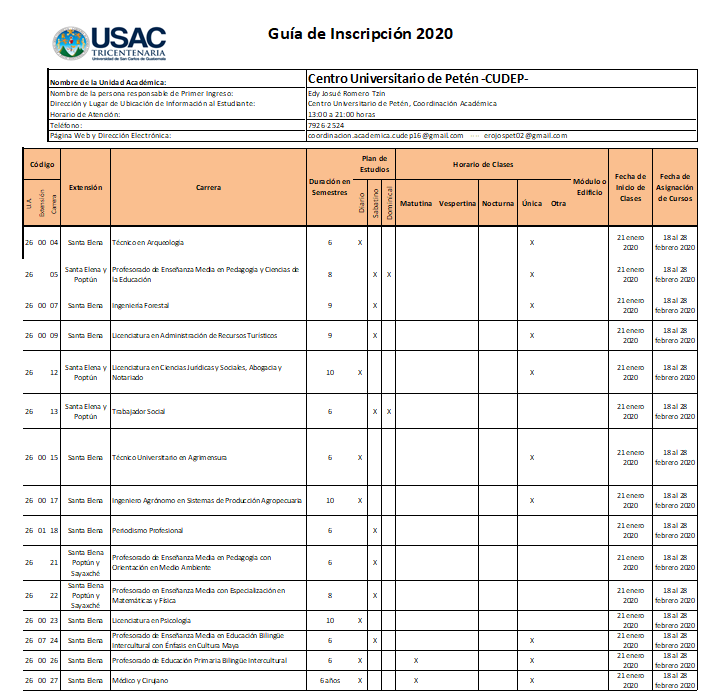 Guía de Inscripción 2020
USAC
TRICENTENARIA
Universidad de San Carlos de Guatemala
Nombre de la Unidad Académica: Centro Universitario de Petén -CUDEP-
Nombre de la persona responsable de Primer Ingreso: Edy Josué Romero Tzin
Dirección y Lugar de Ubicación de Información al Estudiante: Centro Universitario de Petén, Coordinación Académica
Horario de Atención: 13:00 a 21:00 horas
Teléfono: 7926 2524
Página Web y Dirección Electrónica: coordinacion.academica.cudep16@gmail.com erojospet02@gmail.com
Código
U.A.
Extensión
Carrera
Extensión
Carrera
Duración en
Semestres
Plan de
Estudios
Diario
Sabatino
Dominical
Horario de Clases
Matutina Vespertina Nocturna Única Otra
Módulo o
Edificio
Fecha de
Inicio de
Clases
Fecha de
Asignación
de Cursos
26 00 04 Santa Elena Técnico en Arqueología 6 X X 21 enero 18 al 28
2020 febrero 2020
26 05 Santa Elena y Profesorado de Enseñanza Media en Pedagogía y Ciencias de 8 X X X 21 enero 18 al 28
Poptún la Educación 2020 febrero 2020
26 00 07 Santa Elena Ingeniería Forestal 9 X X 21 enero 18 al 28
2020 febrero 2020
26 00 09 Santa Elena Licenciatura en Administración de Recursos Turísticos 9 X X 21 enero 18 al 28
2020 febrero 2020
26 12 Santa Elena y Licenciatura en Ciencias Jurídicas y Sociales, Abogacia y 10 X X 21 enero 18 al 28
Poptún Notariado 2020 febrero 2020
26 13 Santa Elena y Trabajador Social 6 X X X 21 enero 18 al 28
Poptún 2020 febrero 2020
26 00 15 Santa Elena Técnico Universitario en Agrimensura 6 X X 21 enero 18 al 28
2020 febrero 2020
26 00 17 Santa Elena Ingeniero Agrónomo en Sistemas de Producción Agropecuaria 10 X X 21 enero 18 al 28
2020 febrero 2020
26 01 18 Santa Elena Periodismo Profesional 6 X 21 enero 18 al 28
2020 febrero 2020
26 21 Santa Elena Poptún y Sayaxché Profesorado de Enseñanza Media en Pedagogía con 6 X 21 enero 18 al 28
Orientación en Medio Ambiente 2020 febrero 2020
26 22 Santa Elena Poptún y Sayaxché Profesorado en Enseñanza Media con Especialización en 8 X 21 enero 18 al 28
Matemáticas y Física 2020 febrero 2020
26 00 23 Santa Elena Licenciatura en Psicología 10 X 21 enero 18 al 28
2020 febrero 2020
26 07 24 Santa Elena Profesorado de Enseñanza Media en Educación Bilingüe 6 X X 21 enero 18 al 28
Intercultural con Énfasis en Cultura Maya 2020 febrero 2020
26 00 26 Santa Elena Profesorado de Educación Primaria Bilingüe Intercultural 6 X X X 21 enero 18 al 28
2020 febrero 2020
26 00 27 Santa Elena Médico y Cirujano 6 años X X X 21 enero 18 al 28
2020 febrero 2020